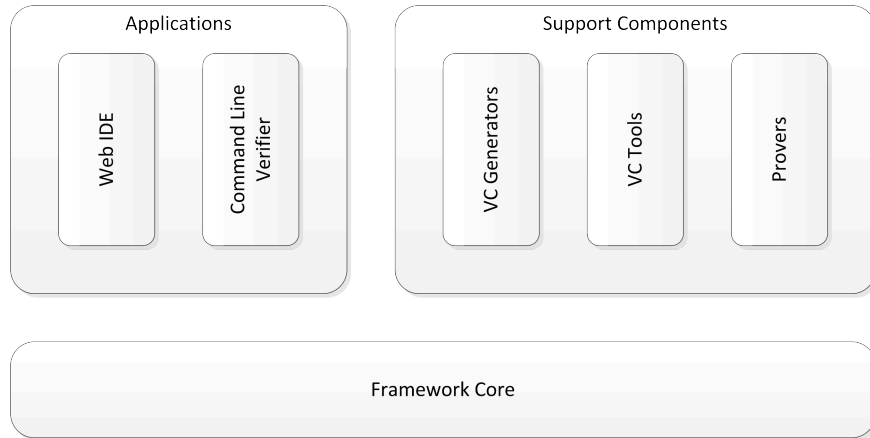 Applications
Web IDE
Command Line
Verifier
Support Components
VC Generators
VC Tools
Provers
Framework Core